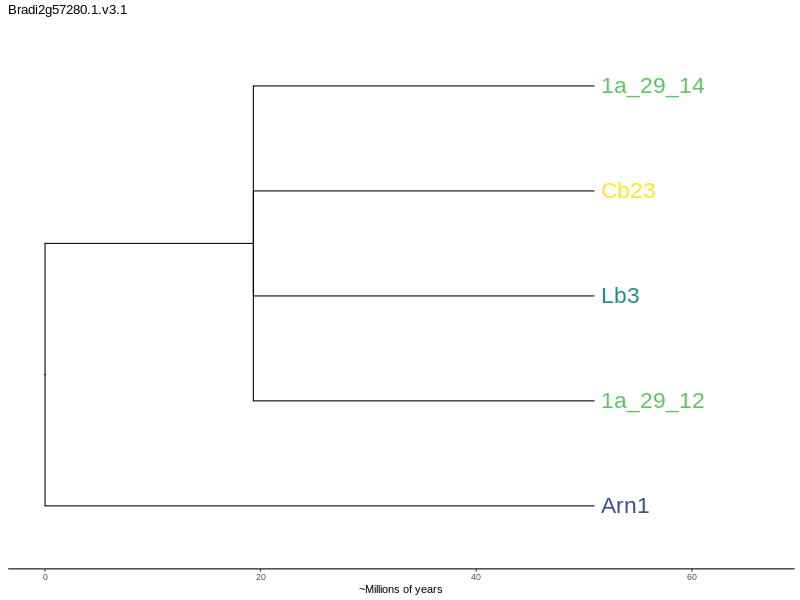 Bradi2g57280.1.v3.1
1a_29_14
Cb23
Lb3
1a_29_12
Arn1
0 20 40 60
~Millions of years